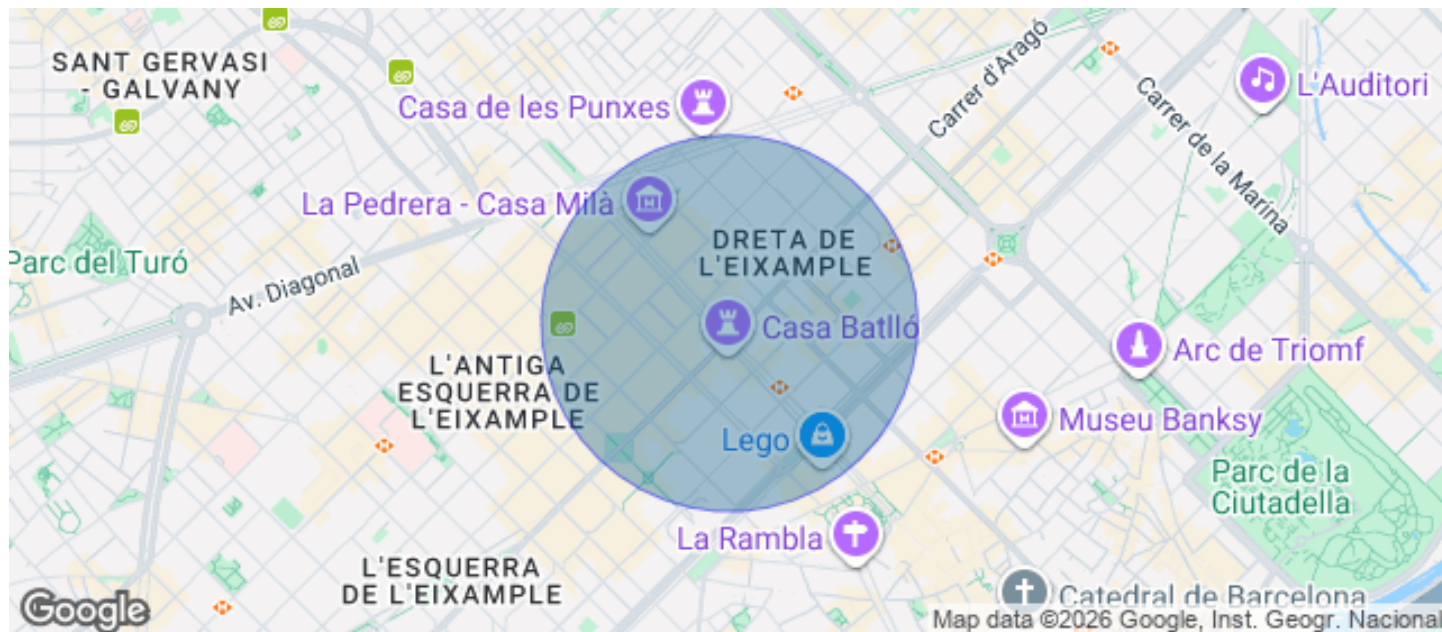 SANT GERVASI
- GALVANY
Casa de les Punxes
Carrer d'Aragó
L'Auditori
Carrer de la Marina
La Pedrera - Casa Milà
DRETA DE
L'EIXAMPLE
Parc del Turó
Av. Diagonal
Casa Batlló
Arc de Triomf
L'ANTIGA
ESQUERRA DE
L'EIXAMPLE
Lego
Museu Banksy
Parc de la
Ciutadella
La Rambla
L'ESQUERRA
DE L'EIXAMPLE
Catedral de Barcelona
Google
Map data ©2026 Google, Inst. Geogr. Nacional